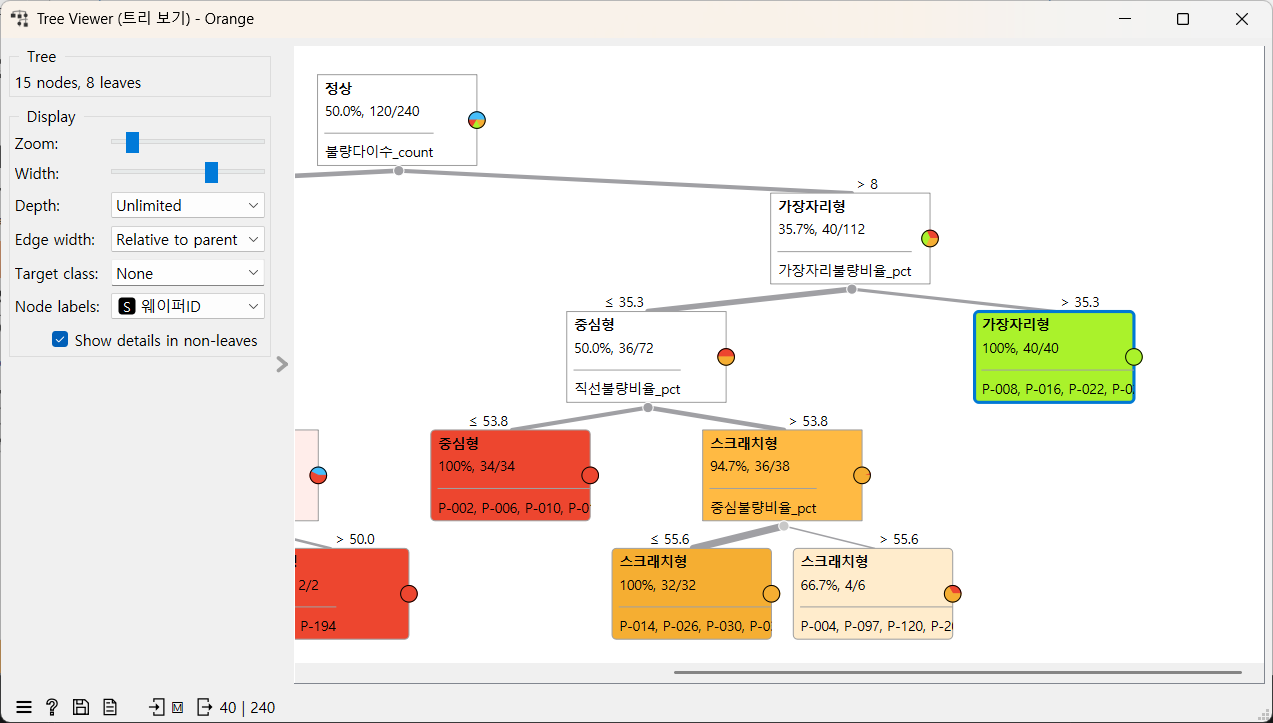 Tree Viewer (트리 보기) - Orange
Tree
15 nodes, 8 leaves
Display
Zoom:
Width:
Depth:
Unlimited
Edge width:
Relative to parent
Target class:
None
Node labels:
S 웨이퍼ID
Show details in non-leaves
정상
50.0%, 120/240
불량다이수_count
> 8
가장자리형
35.7%, 40/112
가장자리불량비율_pct
≤ 35.3
> 35.3
중심형
50.0%, 36/72
직선불량비율_pct
가장자리형
100%, 40/40
P-008, P-016, P-022, P-0
≤ 53.8
> 53.8
중심형
100%, 34/34
P-002, P-006, P-010, P-0
스크래치형
94.7%, 36/38
중심불량비율_pct
> 50.0
≤ 55.6
> 55.6
2/2
P-194
스크래치형
100%, 32/32
P-014, P-026, P-030, P-0
스크래치형
66.7%, 4/6
P-004, P-097, P-120, P-20
? M 40 | 240